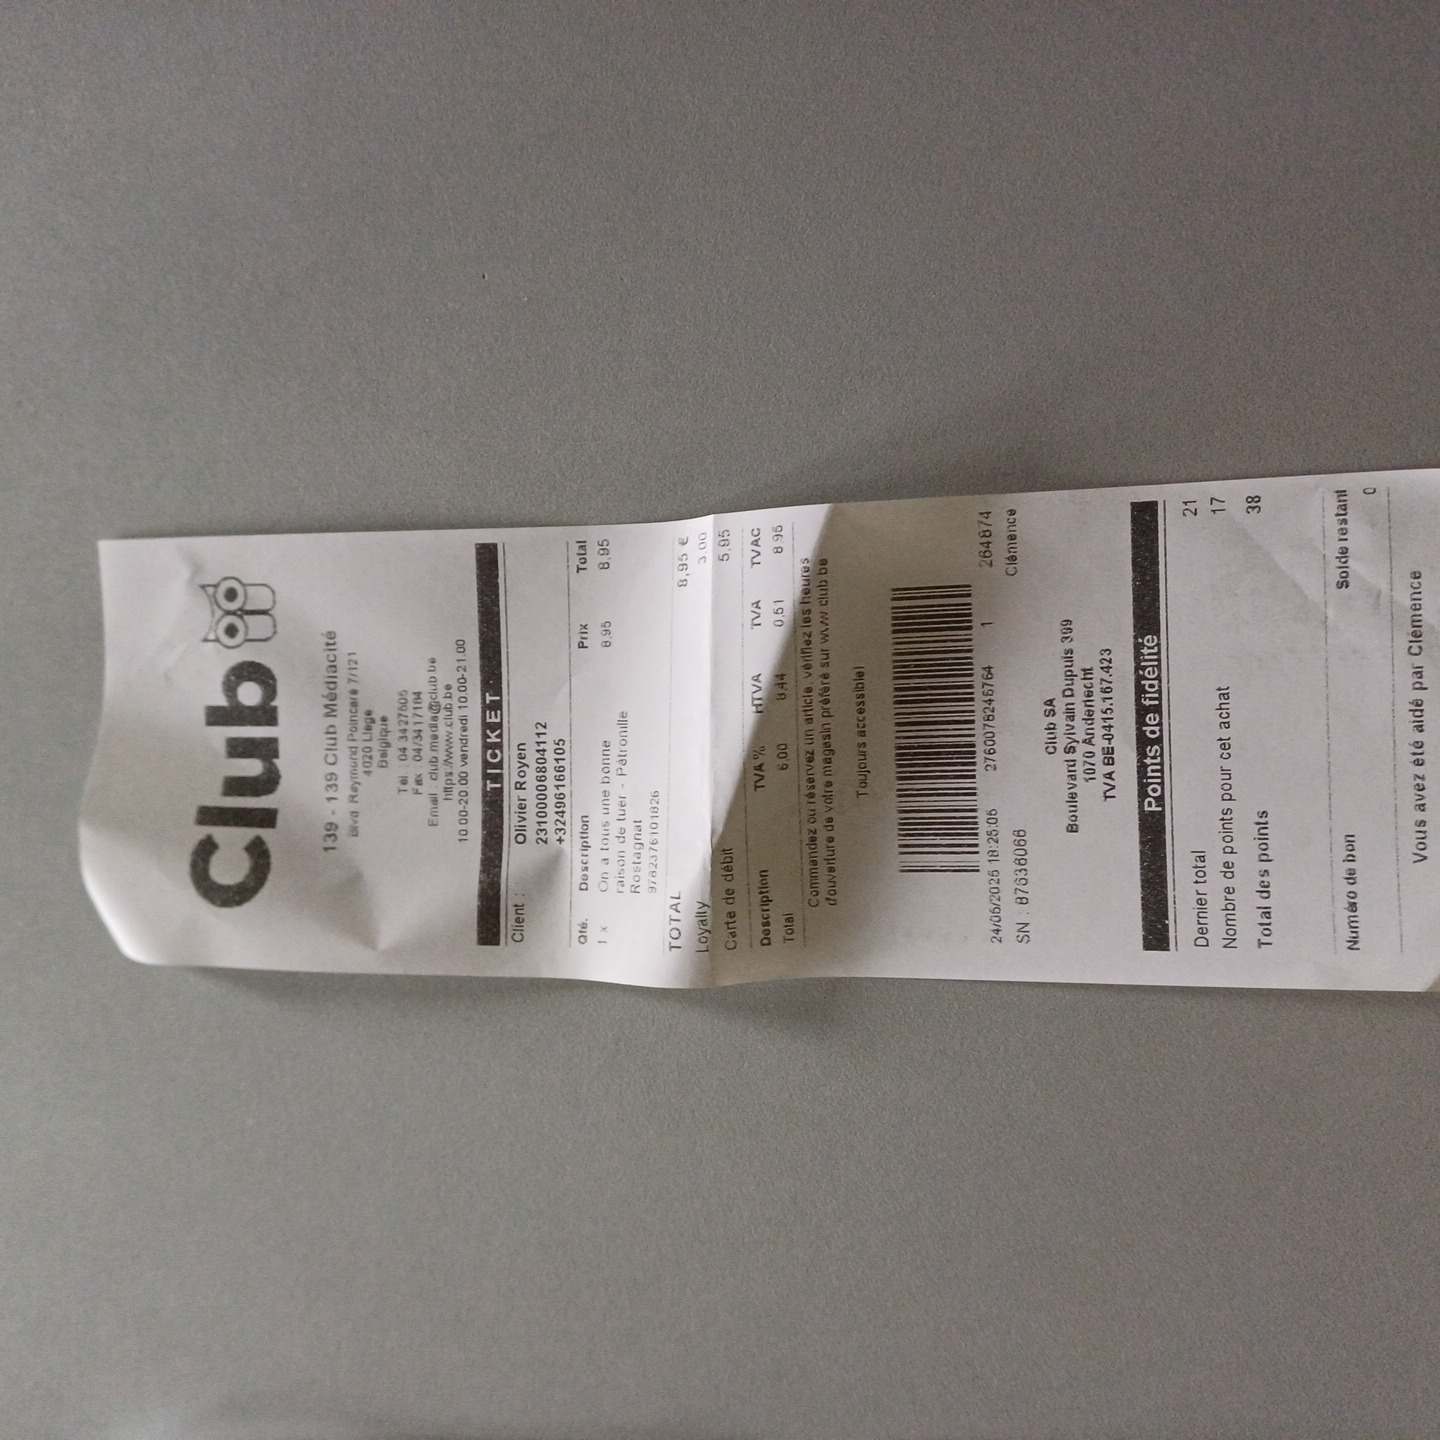 Club
139 - 139 Club Médiacité
Blvd Raymond Poincaré 7/121
4020 Liege
Belgique
Tel : 04 3427505
Fax : 04/3417184
Email : club.media@club.be
https://www.club.be
10.00-20.00 vendredi 10.00-21.00
TICKET
Client : Olivier Royen
2310006804112
+32496166105
Qté. Description Prix Total
1 x On a tous une bonne 8,95 8,95
raison de tuer - Pétronille
Rostagnat
9782376101826
TOTAL 8,95 €
Loyalty 3,00
Carte de débit 5,95
Description TVA % HTVA TVA TVAC
Total 6,00 8,44 0,51 8,95
Commandez ou réservez un article, vérifiez les heures
d'ouverture de votre magasin préféré sur www.club.be
Toujours accessible!
24/06/2025 18:25:05 2760078246764 1 264874
SN : 87636066 Clémence
Club SA
Boulevard Sylvain Dupuis 399
1070 Anderlecht
TVA BE-0415.167.423
Points de fidélité
Dernier total 21
Nombre de points pour cet achat 17
Total des points 38
Numéro de bon Solde restant
0
Vous avez été aidé par Clémence